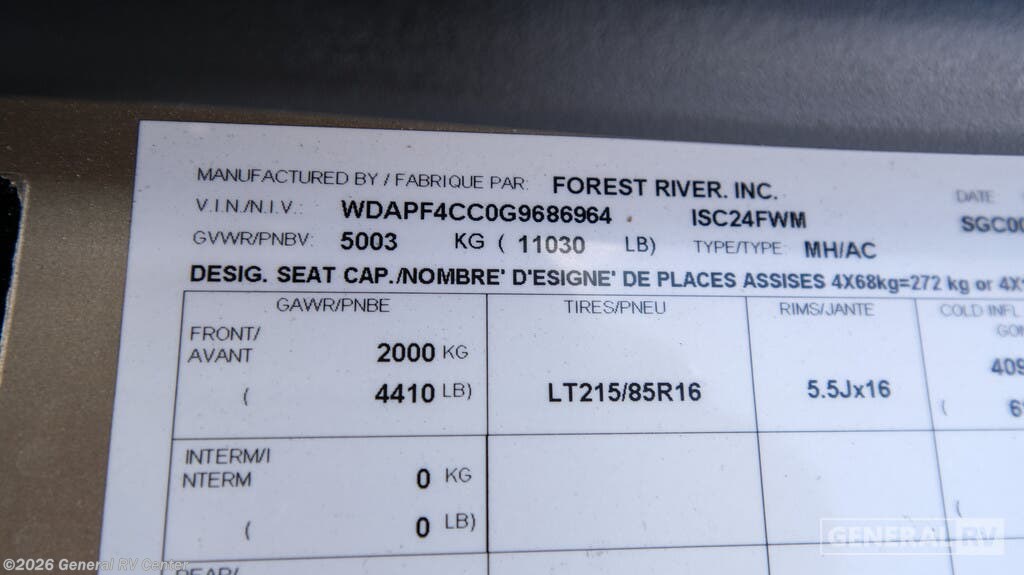 MANUFACTURED BY / FABRIQUE PAR: FOREST RIVER. INC.
DATE
V.I.N./N.I.V.: WDAPF4CC0G9686964 ISC24FWM
GVWR/PNBV: 5003 KG ( 11030 LB) TYPE/TYPE: MH/AC
DESIG. SEAT CAP./NOMBRE' D'ESIGNE' DE PLACES ASSISES 4X68kg=272 kg or 4X
GAWR/PNBE TIRES/PNEU RIMS/JANTE COLD INFL
FRONT/
AVANT 2000 KG
( 4410 LB) LT215/85R16 5.5Jx16
INTERM/I
NTERM 0 KG
( 0 LB)
REAR/
GENERAL RV
©2026 General RV Center